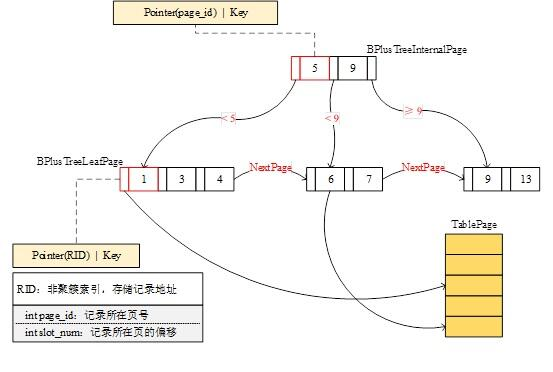 Pointer(page_id) | Key
BPlusTreeInternalPage
5 9
< 5
< 9
≥ 9
BPlusTreeLeafPage
NextPage
NextPage
1 3 4
6 7
9 13
TablePage
Pointer(RID) | Key
RID：非聚簇索引，存储记录地址
int page_id：记录所在页号
int slot_num：记录所在页的偏移